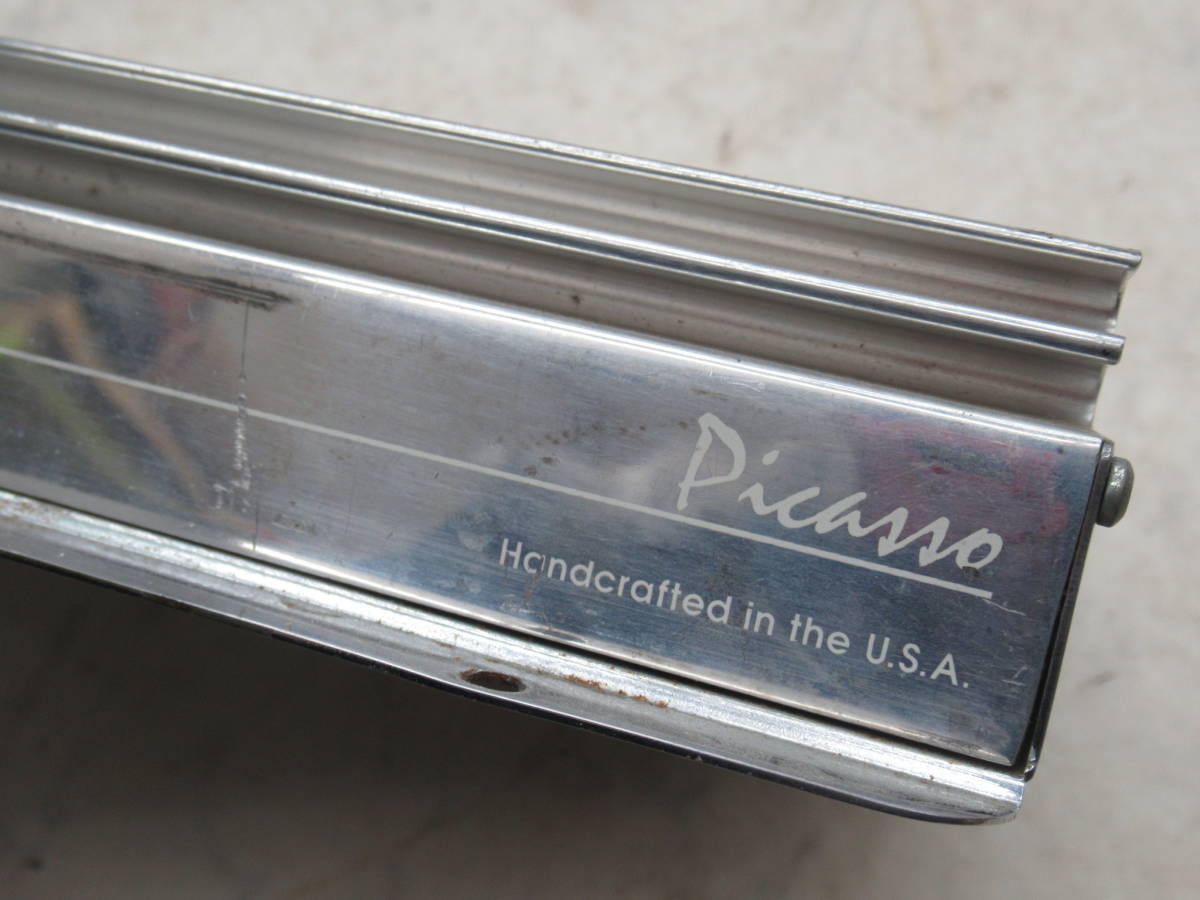 Picasso
Handcrafted in the U.S.A.